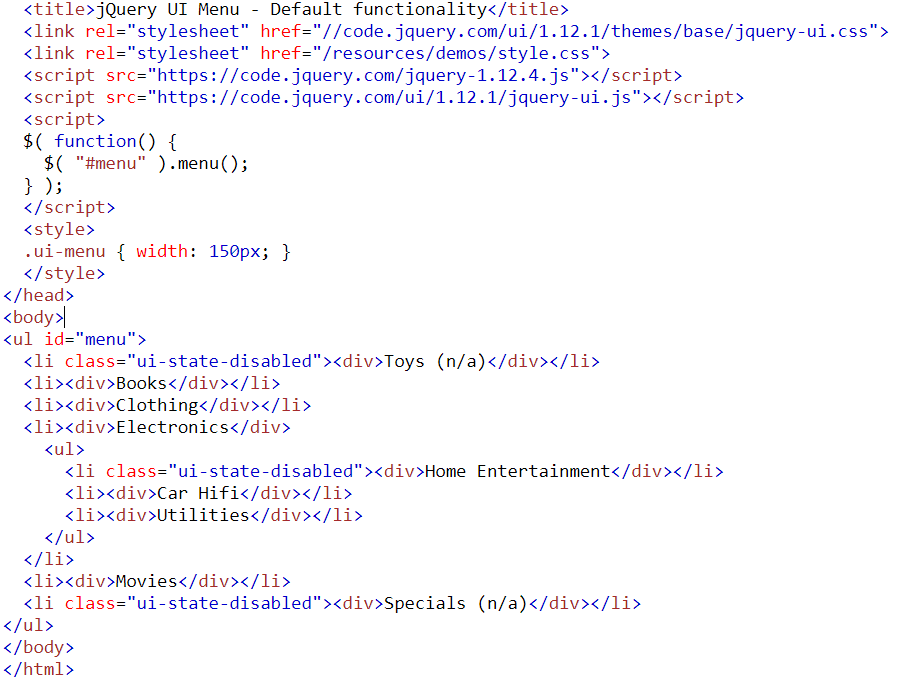 <title>jQuery UI Menu - Default functionality</title>
<link rel="stylesheet" href="//code.jquery.com/ui/1.12.1/themes/base/jquery-ui.css">
<link rel="stylesheet" href="/resources/demos/style.css">
<script src="https://code.jquery.com/jquery-1.12.4.js"></script>
<script src="https://code.jquery.com/ui/1.12.1/jquery-ui.js"></script>
<script>
$( function() {
  $( "#menu" ).menu();
} );
</script>
<style>
.ui-menu { width: 150px; }
</style>
</head>
<body>
<ul id="menu">
  <li class="ui-state-disabled"><div>Toys (n/a)</div></li>
  <li><div>Books</div></li>
  <li><div>Clothing</div></li>
  <li><div>Electronics</div>
    <ul>
      <li class="ui-state-disabled"><div>Home Entertainment</div></li>
      <li><div>Car Hifi</div></li>
      <li><div>Utilities</div></li>
    </ul>
  </li>
  <li><div>Movies</div></li>
  <li class="ui-state-disabled"><div>Specials (n/a)</div></li>
</ul>
</body>
</html>